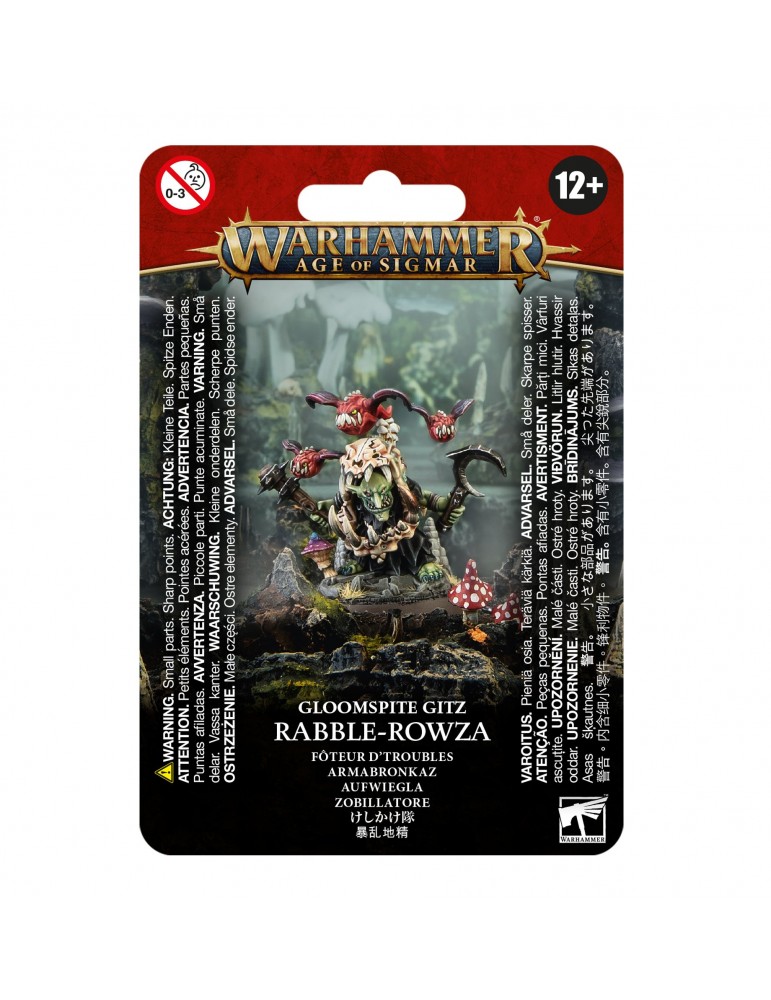 0-3
12+
WARHAMMER®
AGE OF SIGMAR
⚠WARNING. Small parts. Sharp points. ACHTUNG: Kleine Teile. Spitze Enden.
ATTENTION. Petits éléments. Pointes acérées. ADVERTENCIA. Partes pequeñas.
Puntas afiladas. AVVERTENZA. Piccole parti. Punte acuminate. VARNING. Små
delar. Vassa kanter. WAARSCHUWING. Kleine onderdelen. Scherpe punten.
OSTRZEŻENIE. Małe części. Ostre elementy. ADVARSEL. Små dele. Spidse ender.
VAROITUS. Pieniä osia. Teräviä kärkiä. ADVARSEL. Små deler. Skarpe spisser.
ATENÇÃO. Peças pequenas. Pontas afiadas. AVERTISMENT. Părți mici. Vârfuri
ascuțite. UPOZORNĚNÍ. Malé části. Ostré hroty. VIÐVÖRUN. Litlir hlutir. Hvassir
oddar. UPOZORNENIE. Malé časti. Ostré hroty. BRĪDINĀJUMS. Sīkas detaļas.
Asas šķautnes. 警告。 小さな部品があります。 尖った先端があります。
警告。内含细小零件。锋利物件。警告。含有小零件。含有尖銳部分。
GLOOMSPITE GITZ
RABBLE-ROWZA
FÔTEUR D'TROUBLES
ARMABRONKAZ
AUFWIEGLA
ZOBILLATORE
けしかけ隊
暴乱地精
WARHAMMER